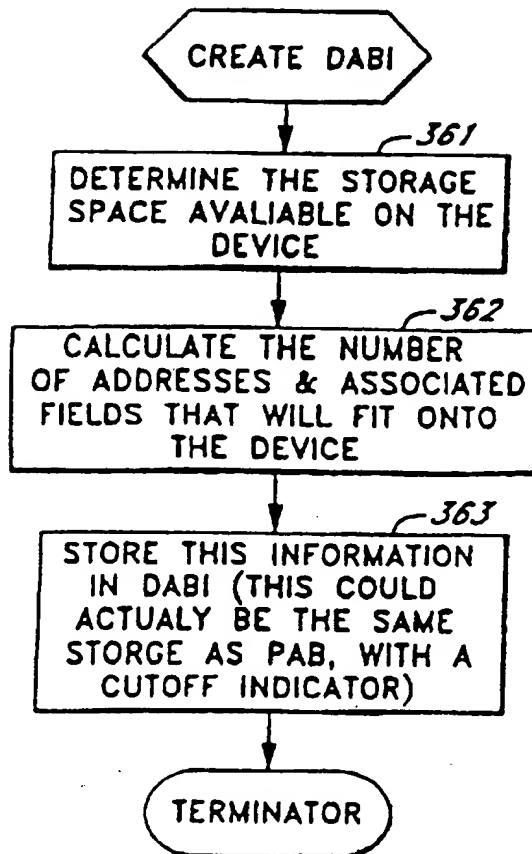 CREATE DABI
361
DETERMINE THE STORAGE
SPACE AVALIABLE ON THE
DEVICE
362
CALCULATE THE NUMBER
OF ADDRESSES & ASSOCIATED
FIELDS THAT WILL FIT ONTO
THE DEVICE
363
STORE THIS INFORMATION
IN DABI (THIS COULD
ACTUALY BE THE SAME
STORGE AS PAB, WITH A
CUTOFF INDICATOR)
TERMINATOR